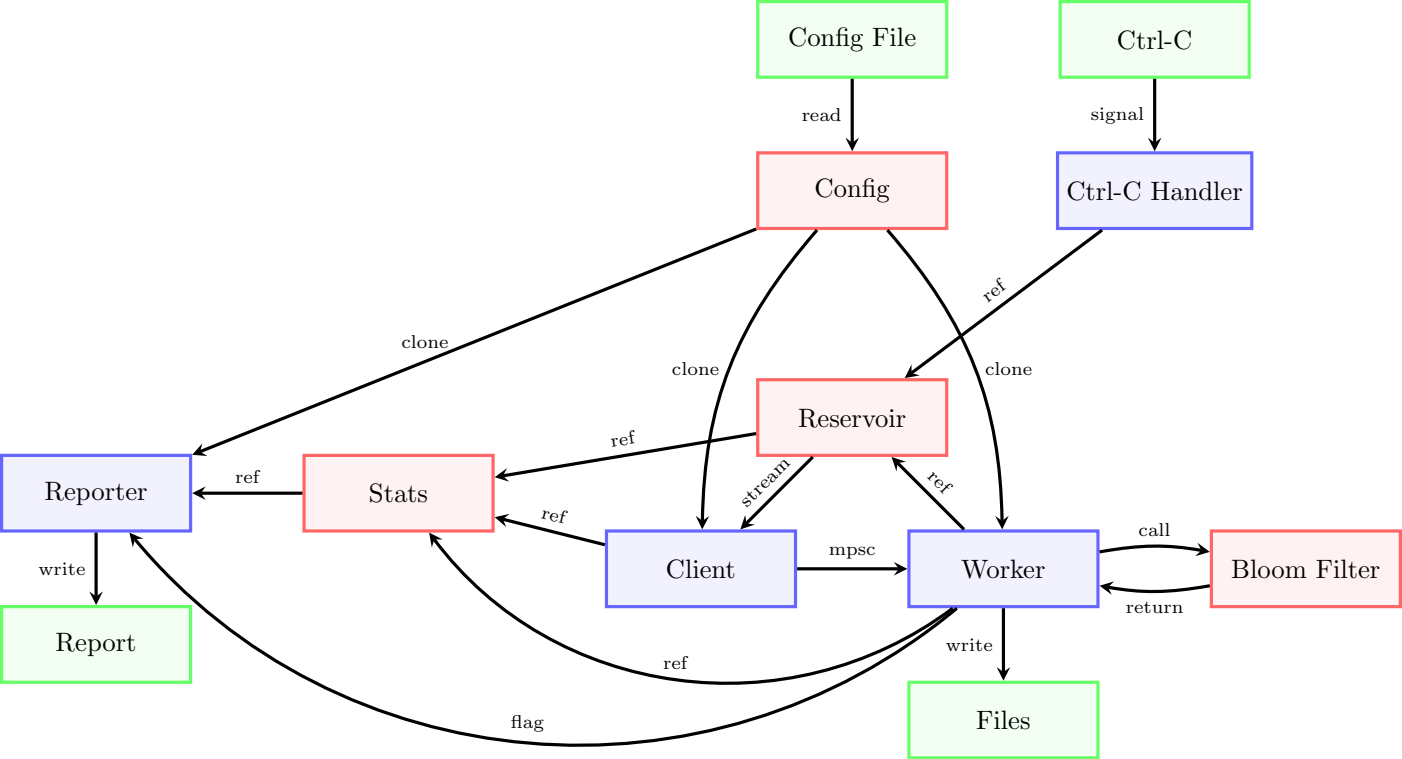 Config File
Ctrl-C
read
signal
Config
Ctrl-C Handler
ref
clone
clone
clone
Reservoir
ref
stream
ref
Reporter
ref
Stats
ref
call
mpsc
Client
Worker
Bloom Filter
write
return
Report
ref
write
flag
Files